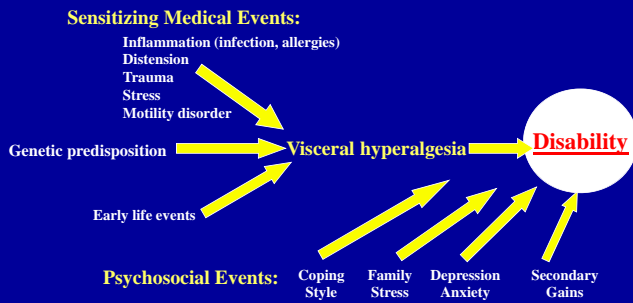 Sensitizing Medical Events:
Inflammation (infection, allergies)
Distension
Trauma
Stress
Motility disorder
Genetic predisposition
Visceral hyperalgesia
Disability
Early life events
Psychosocial Events:
Coping
Style
Family
Stress
Depression
Anxiety
Secondary
Gains